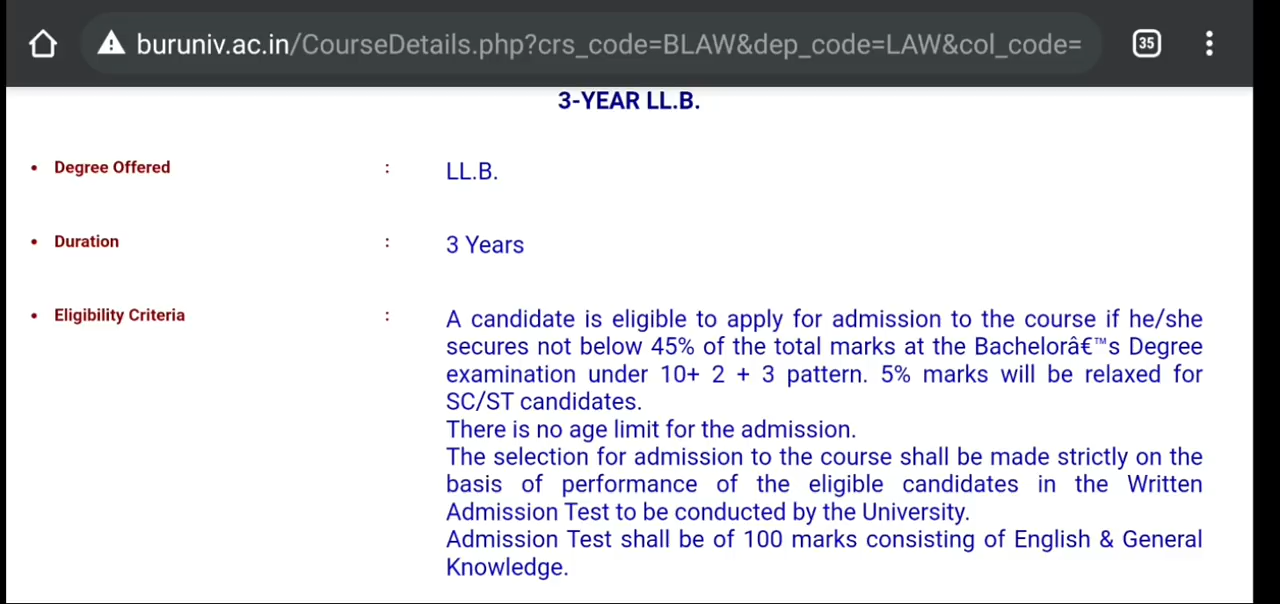 buruniv.ac.in/CourseDetails.php?crs_code=BLAW&dep_code=LAW&col_code=
35
3-YEAR LL.B.
• Degree Offered : LL.B.
• Duration : 3 Years
• Eligibility Criteria : A candidate is eligible to apply for admission to the course if he/she
secures not below 45% of the total marks at the Bachelorâ€™s Degree
examination under 10+ 2 + 3 pattern. 5% marks will be relaxed for
SC/ST candidates.
There is no age limit for the admission.
The selection for admission to the course shall be made strictly on the
basis of performance of the eligible candidates in the Written
Admission Test to be conducted by the University.
Admission Test shall be of 100 marks consisting of English & General
Knowledge.